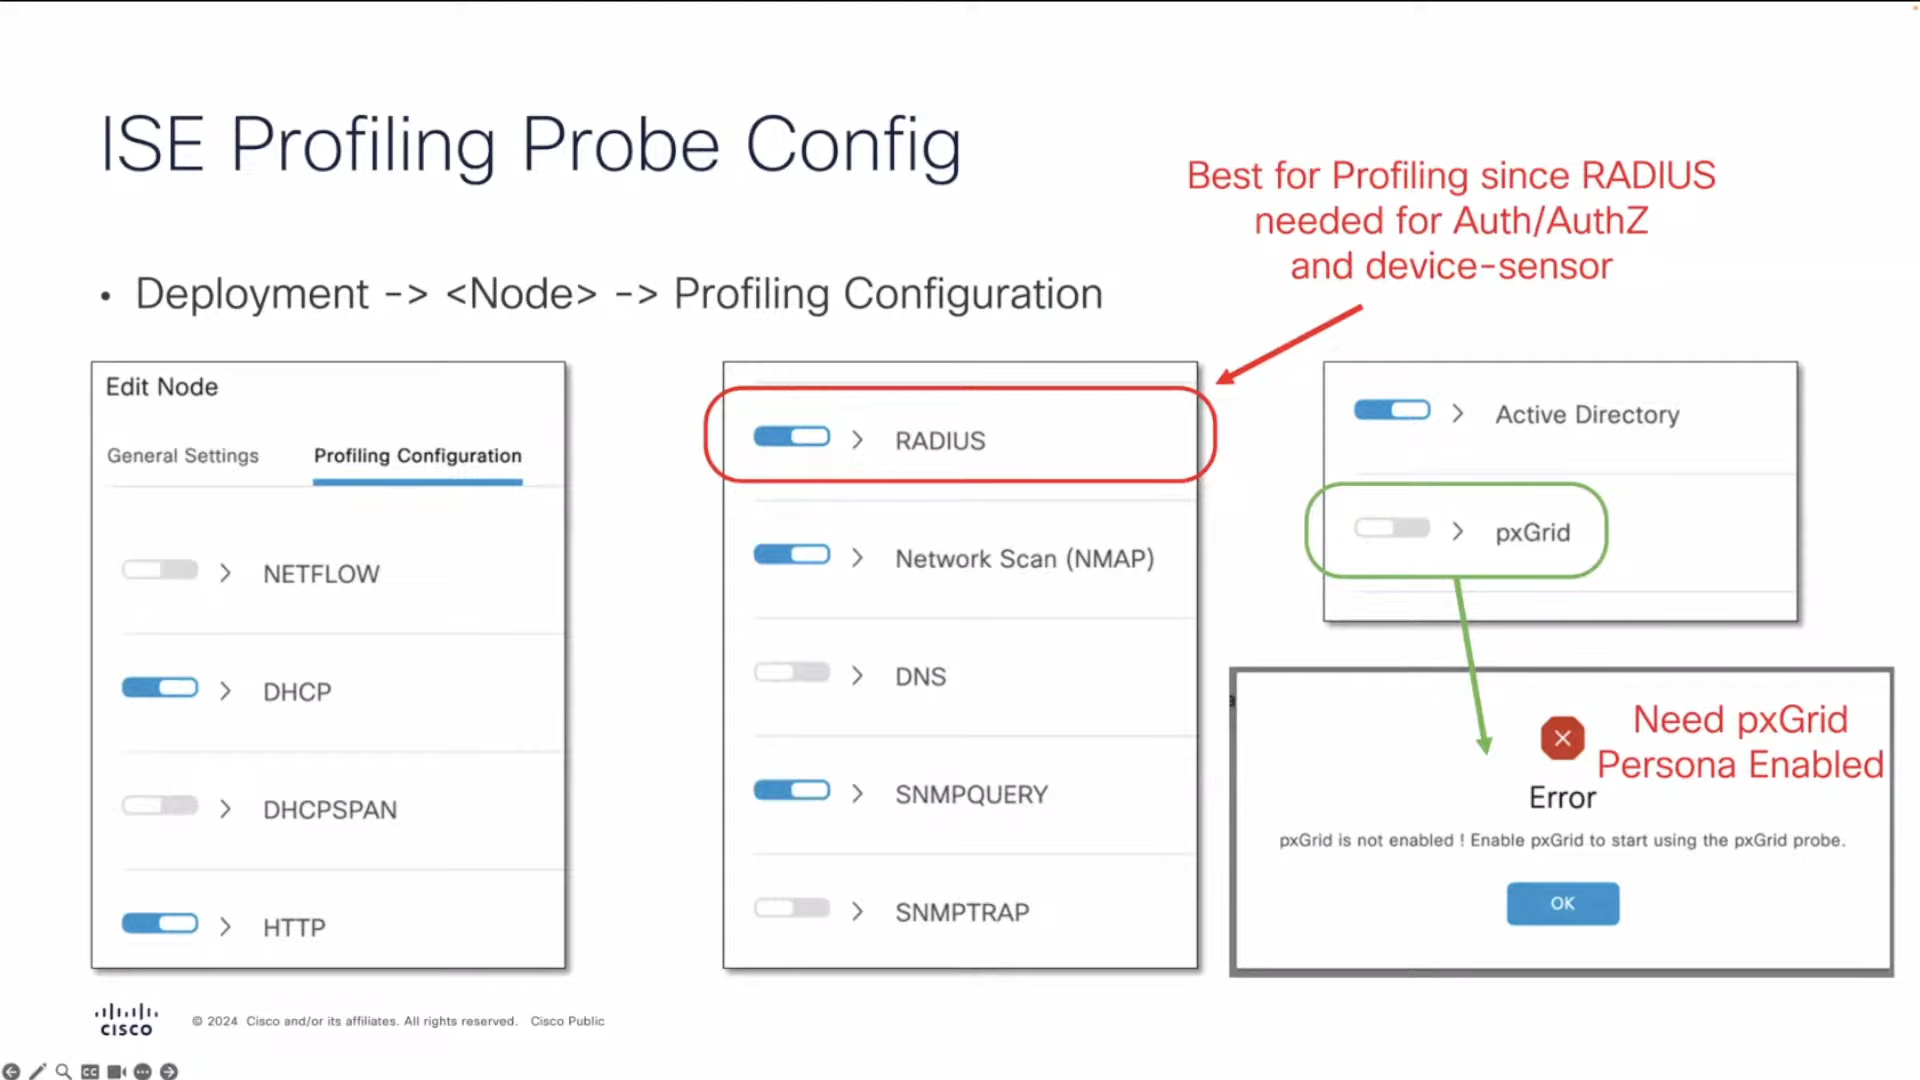 ISE Profiling Probe Config
Best for Profiling since RADIUS
needed for Auth/AuthZ
and device-sensor
• Deployment -> <Node> -> Profiling Configuration
Edit Node
General Settings
Profiling Configuration
NETFLOW
DHCP
DHCPSPAN
HTTP
RADIUS
Network Scan (NMAP)
DNS
SNMPQUERY
SNMPTRAP
Active Directory
pxGrid
Need pxGrid
Persona Enabled
Error
pxGrid is not enabled ! Enable pxGrid to start using the pxGrid probe.
OK
CISCO
© 2024 Cisco and/or its affiliates. All rights reserved. Cisco Public
CC